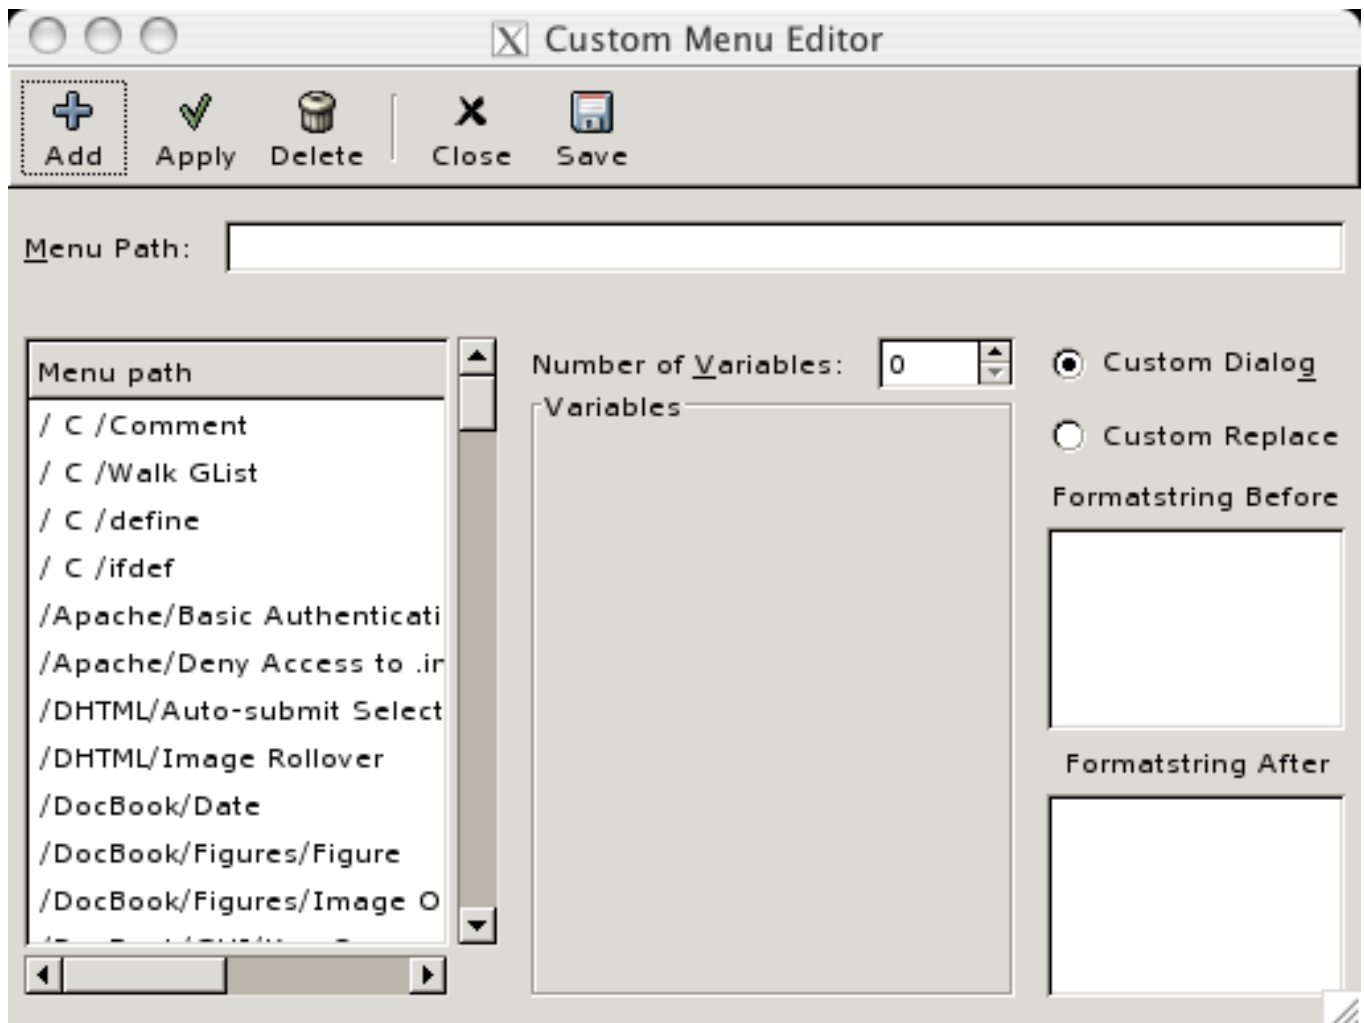 Custom Menu Editor
Add Apply Delete Close Save
Menu Path:
Menu path
/ C /Comment
/ C /Walk GList
/ C /define
/ C /ifdef
/Apache/Basic Authenticati
/Apache/Deny Access to .in
/DHTML/Auto-submit Select
/DHTML/Image Rollover
/DocBook/Date
/DocBook/Figures/Figure
/DocBook/Figures/Image O
Number of Variables: 0
Variables
Custom Dialog
Custom Replace
Formatstring Before
Formatstring After